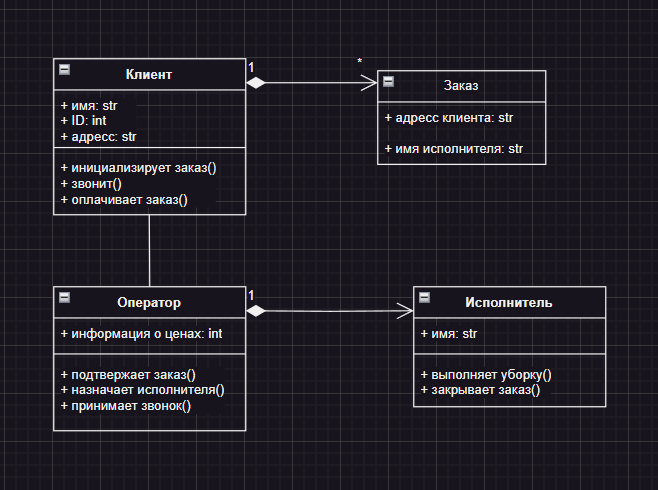 Клиент
1
*
+ имя: str
+ ID: int
+ адресс: str
+ инициализирует заказ()
+ звонит()
+ оплачивает заказ()
Заказ
+ адресс клиента: str
+ имя исполнителя: str
Оператор
1
+ информация о ценах: int
+ подтвержает заказ()
+ назначает исполнителя()
+ принимает звонок()
Исполнитель
+ имя: str
+ выполняет уборку()
+ закрывает заказ()